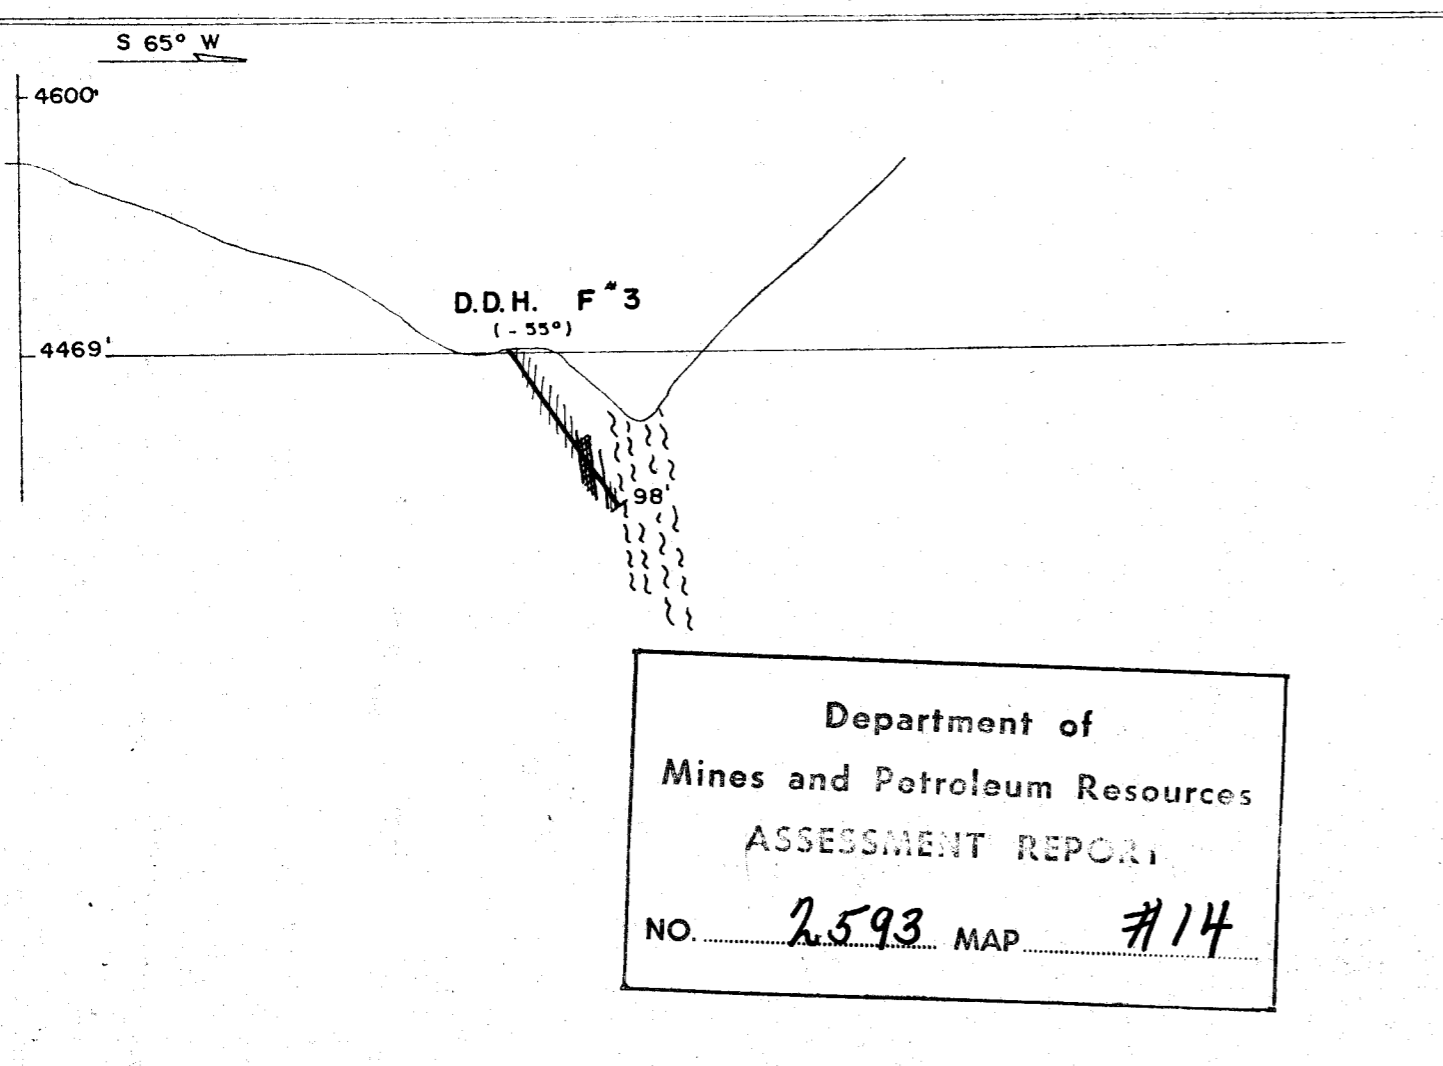 S 65° W
4600'
D.D.H. F #3
(-55°)
4469'
98'
Department of
Mines and Petroleum Resources
ASSESSMENT REPORT
NO. 2593 MAP #14